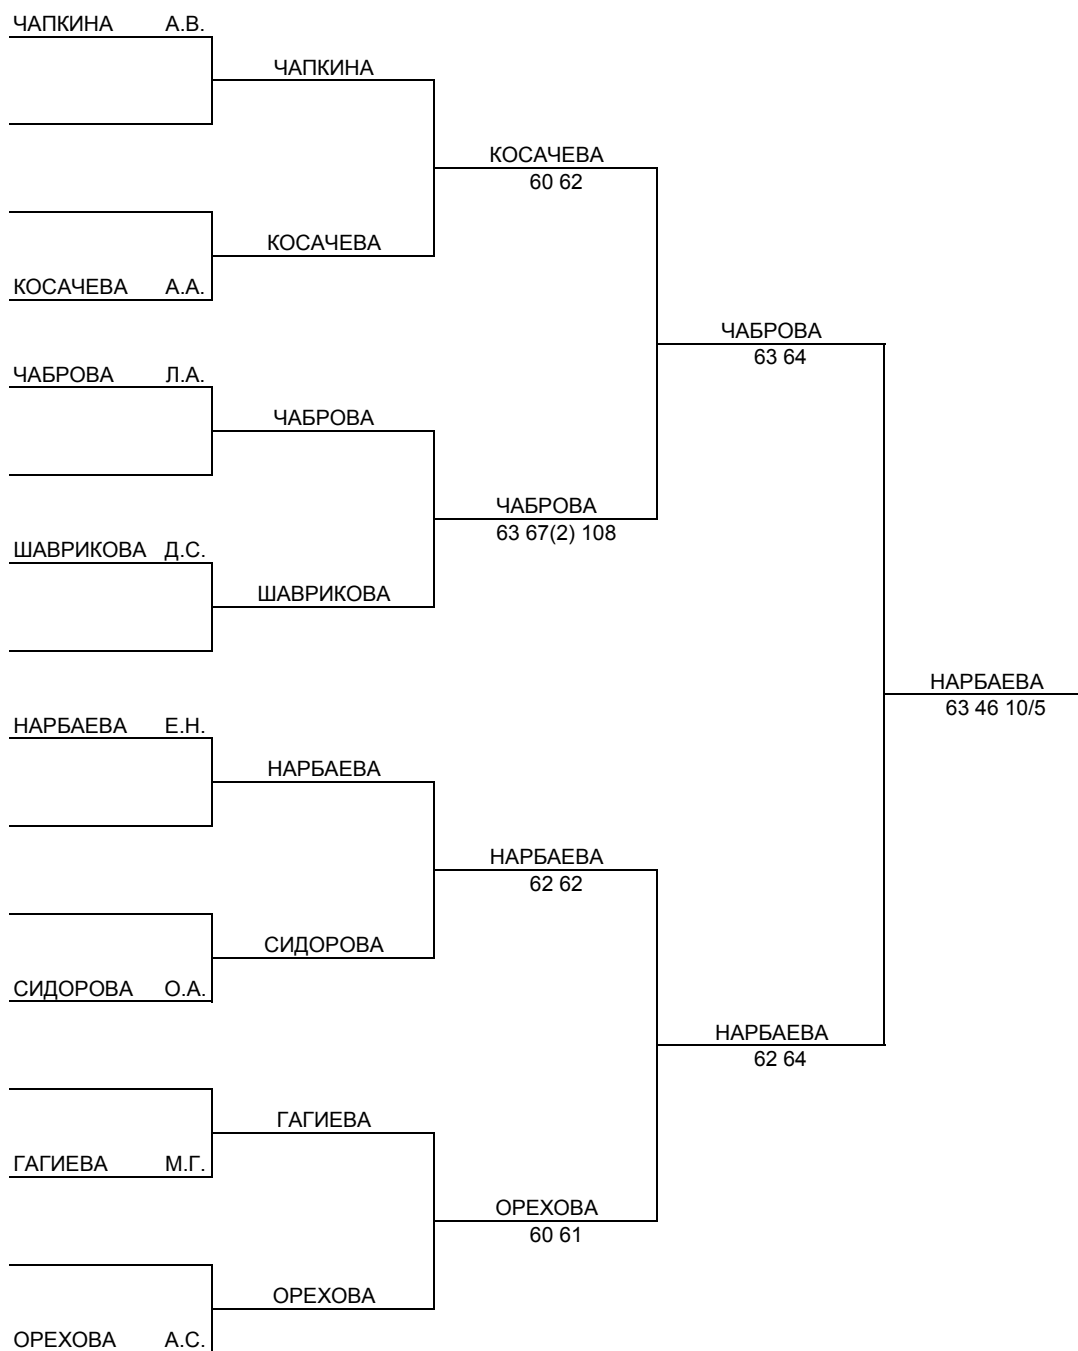 ЧАПКИНА А.В.
ЧАПКИНА
КОСАЧЕВА
60 62
КОСАЧЕВА
КОСАЧЕВА А.А.
ЧАБРОВА
63 64
ЧАБРОВА Л.А.
ЧАБРОВА
ЧАБРОВА
63 67(2) 108
ШАВРИКОВА Д.С.
ШАВРИКОВА
НАРБАЕВА
63 46 10/5
НАРБАЕВА Е.Н.
НАРБАЕВА
НАРБАЕВА
62 62
СИДОРОВА
СИДОРОВА О.А.
НАРБАЕВА
62 64
ГАГИЕВА
ГАГИЕВА М.Г.
ОРЕХОВА
60 61
ОРЕХОВА
ОРЕХОВА А.С.